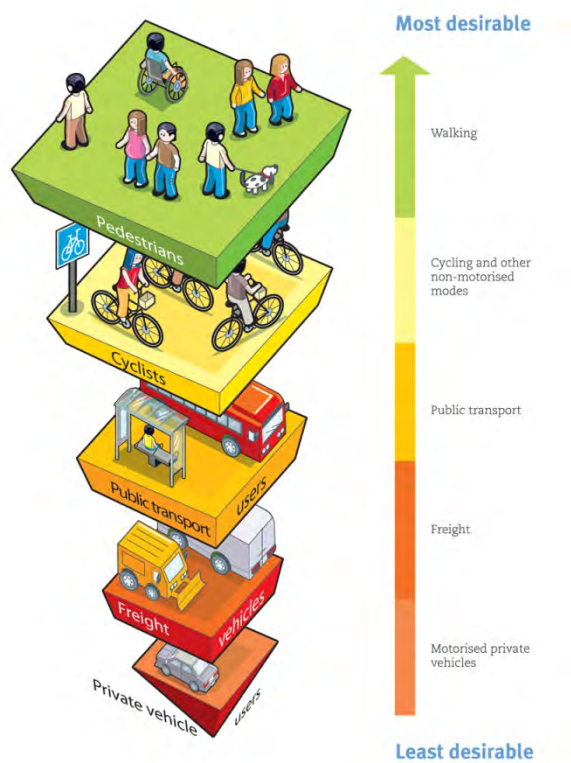 Most desirable
Walking
Pedestrians
Cycling and other
non-motorised
modes
Cyclists
Public transport
Public transport users
Freight
Freight vehicles
Motorised private
vehicles
Private vehicle users
Least desirable